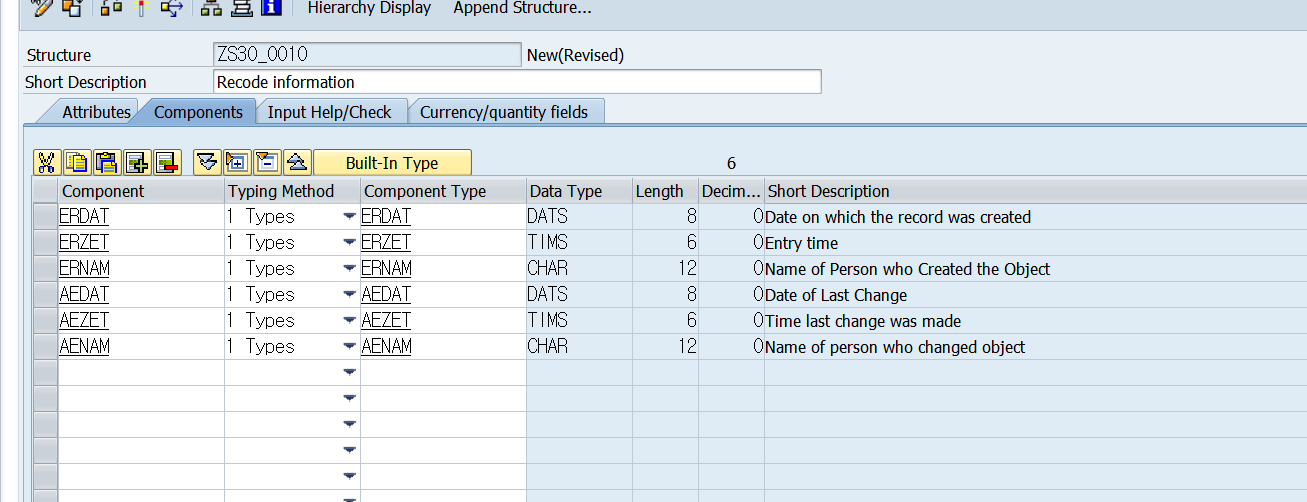 Hierarchy Display Append Structure...
Structure ZS30_0010 New(Revised)
Short Description Recode information
Attributes Components Input Help/Check Currency/quantity fields
Built-In Type 6
Component Typing Method Component Type Data Type Length Decim... Short Description
ERDAT 1 Types ERDAT DATS 8 0 Date on which the record was created
ERZET 1 Types ERZET TIMS 6 0 Entry time
ERNAM 1 Types ERNAM CHAR 12 0 Name of Person who Created the Object
AEDAT 1 Types AEDAT DATS 8 0 Date of Last Change
AEZET 1 Types AEZET TIMS 6 0 Time last change was made
AENAM 1 Types AENAM CHAR 12 0 Name of person who changed object